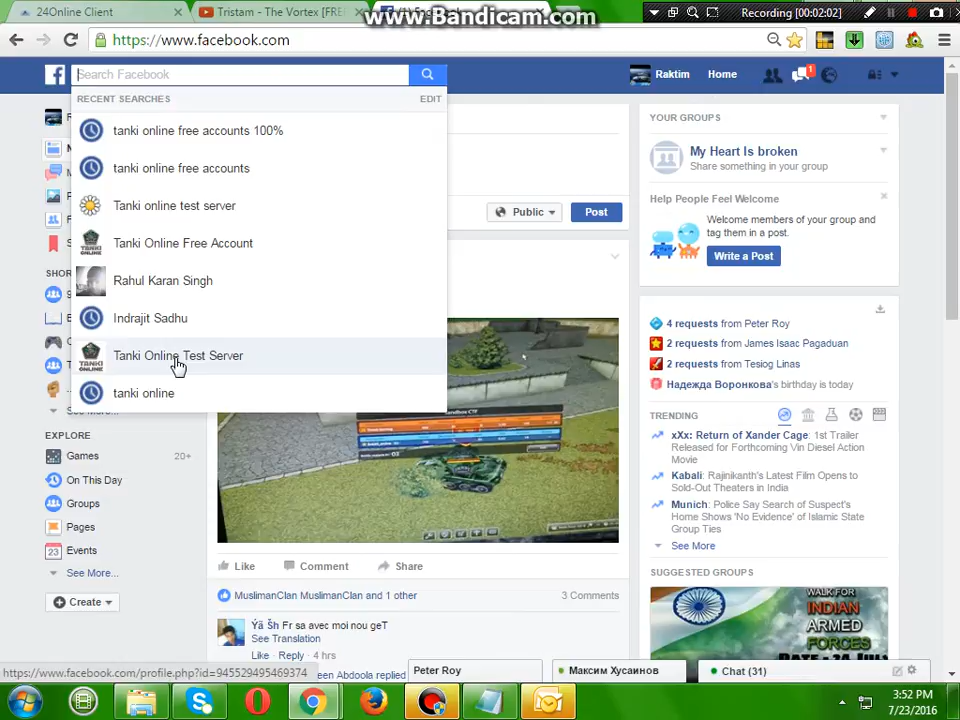 24Online Client
Tristam - The Vortex [FREE
www.Bandicam.com
Recording [00:02:02]
https://www.facebook.com
Search Facebook
Raktim
Home
1
RECENT SEARCHES
EDIT
tanki online free accounts 100%
tanki online free accounts
Tanki online test server
Tanki Online Free Account
Rahul Karan Singh
Indrajit Sadhu
Tanki Online Test Server
tanki online
SHOR
See More...
EXPLORE
Games
20+
On This Day
Groups
Pages
Events
See More...
Create
Public
Post
Like
Comment
Share
MuslimanClan MuslimanClan and 1 other
3 Comments
Ýä Šh Fr sa avec moi nou geT
See Translation
Like · Reply · 4 hrs
een Abdoola replied
YOUR GROUPS
My Heart Is broken
Share something in your group
Help People Feel Welcome
Welcome members of your group and
tag them in a post.
Write a Post
4 requests from Peter Roy
2 requests from James Isaac Pagaduan
2 requests from Tesiog Linas
Надежда Воронкова's birthday is today
TRENDING
xXx: Return of Xander Cage: 1st Trailer
Released for Forthcoming Vin Diesel Action
Movie
Kabali: Rajinikanth's Latest Film Opens to
Sold-Out Theaters in India
Munich: Police Say Search of Suspect's
Home Shows 'No Evidence' of Islamic State
Group Ties
See More
SUGGESTED GROUPS
WALK FOR
INDIAN
ARMED
FORCES
https://www.facebook.com/profile.php?id=945529495469374
Peter Roy
Максим Хусаинов
Chat (31)
3:52 PM
7/23/2016